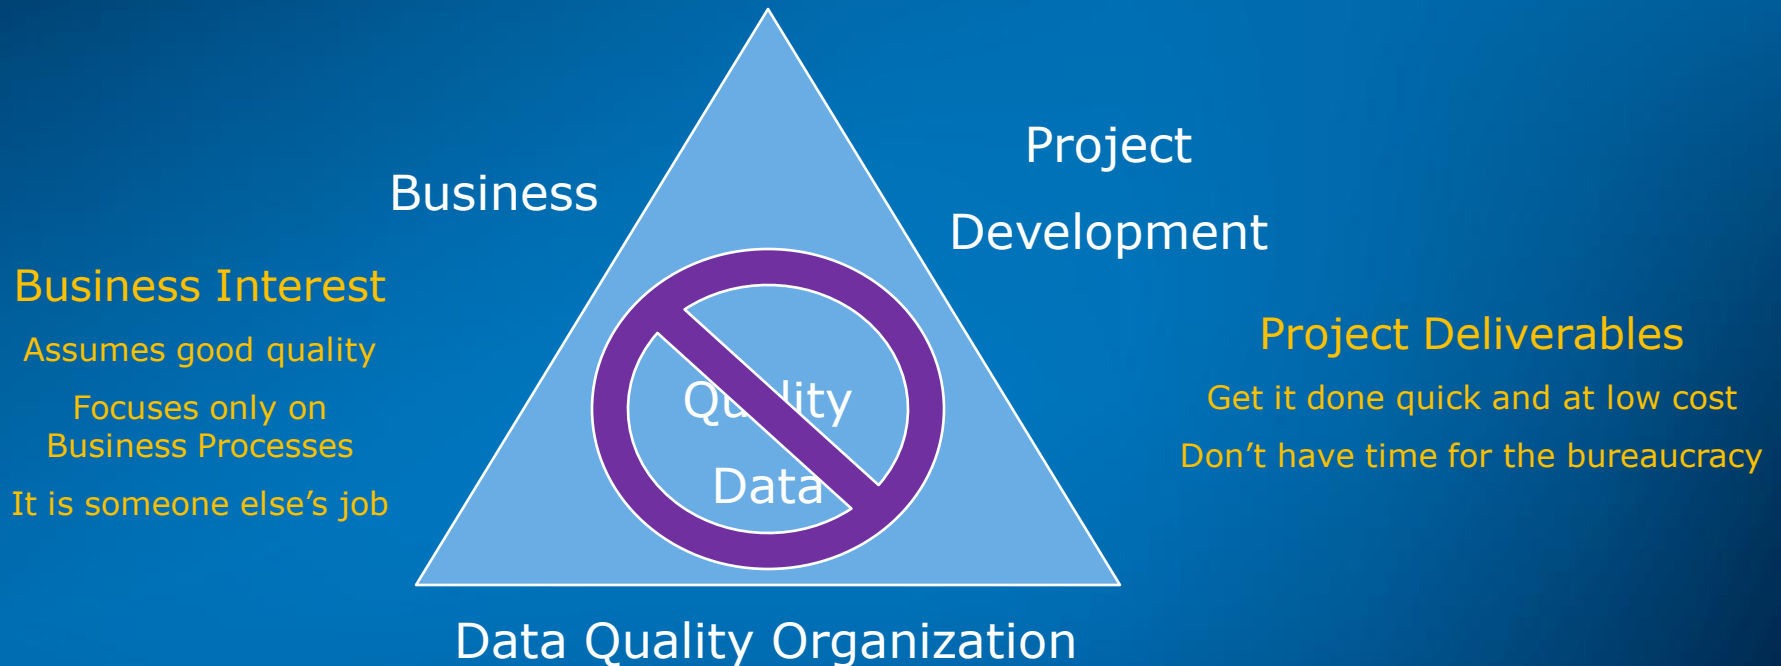 Business
Project
Development
Business Interest
Assumes good quality
Focuses only on
Business Processes
It is someone else’s job
Project Deliverables
Get it done quick and at low cost
Don’t have time for the bureaucracy
Quality
Data
Data Quality Organization